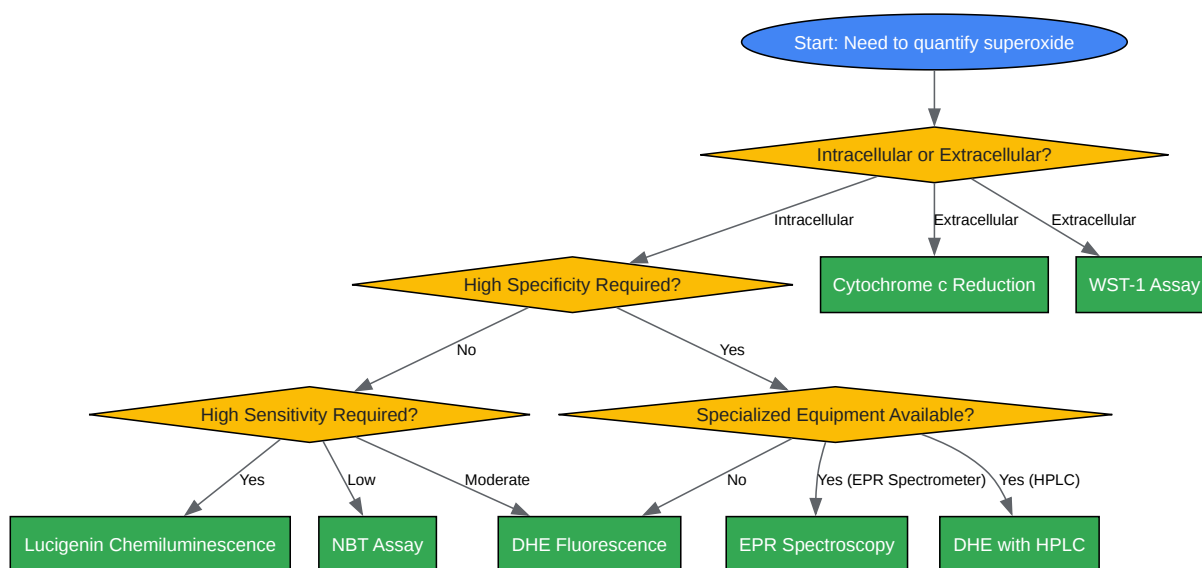 Start: Need to quantify superoxide
Intracellular or Extracellular?
Intracellular
Extracellular
Extracellular
High Specificity Required?
Cytochrome c Reduction
WST-1 Assay
No
Yes
High Sensitivity Required?
Specialized Equipment Available?
Yes
Low
Moderate
No
Yes (EPR Spectrometer)
Yes (HPLC)
Lucigenin Chemiluminescence
NBT Assay
DHE Fluorescence
EPR Spectroscopy
DHE with HPLC